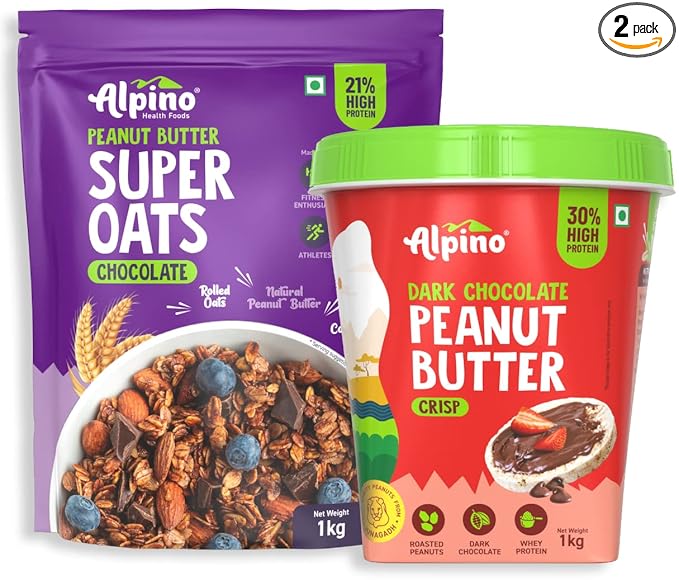 2 pack
Alpino®
Health Foods
21%
HIGH
PROTEIN
PEANUT BUTTER
SUPER
OATS
CHOCOLATE
FITNESS
ATHLETES
Rolled
Oats
Natural
Peanut Butter
Net Weight
1kg
Alpino®
30%
HIGH
PROTEIN
DARK CHOCOLATE
PEANUT
BUTTER
CRISP
PEANUTS FROM
ROASTED
PEANUTS
DARK
CHOCOLATE
WHEY
PROTEIN
Net Weight
1kg